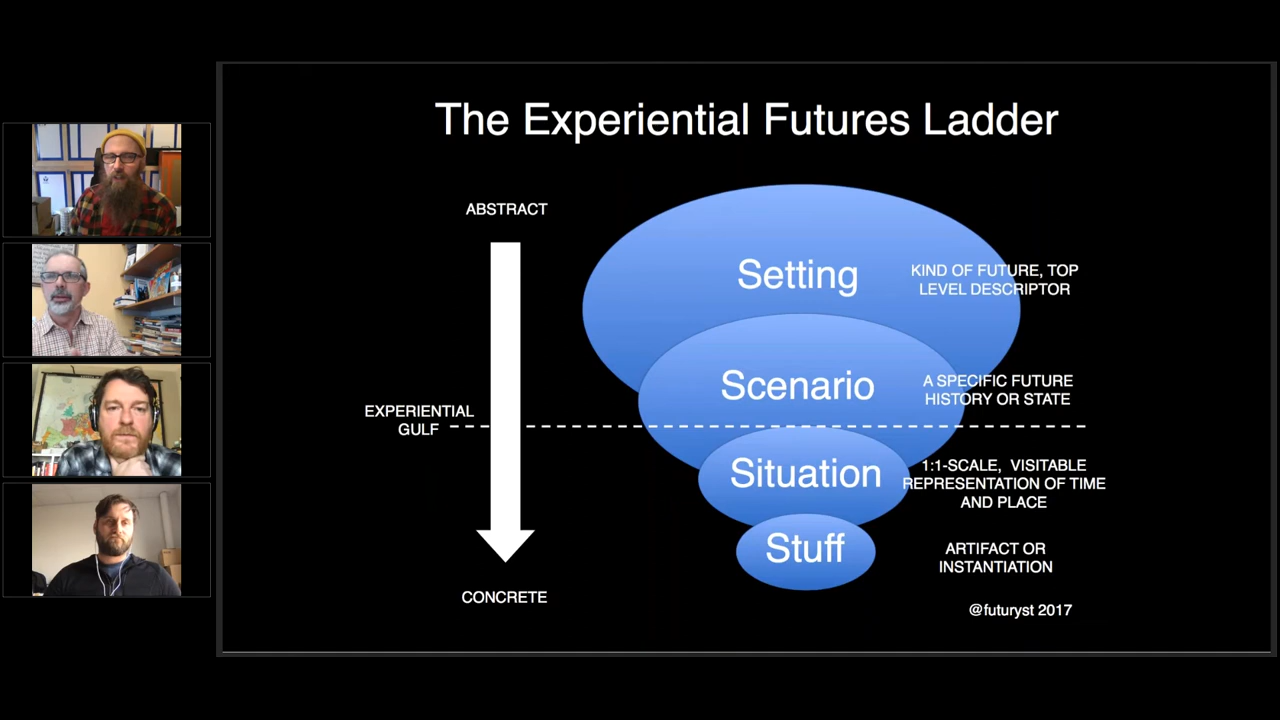 The Experiential Futures Ladder
ABSTRACT
Setting
KIND OF FUTURE, TOP
LEVEL DESCRIPTOR
Scenario
A SPECIFIC FUTURE
HISTORY OR STATE
EXPERIENTIAL
GULF
Situation
1:1-SCALE, VISITABLE
REPRESENTATION OF TIME
AND PLACE
Stuff
ARTIFACT OR
INSTANTIATION
CONCRETE
@futuryst 2017